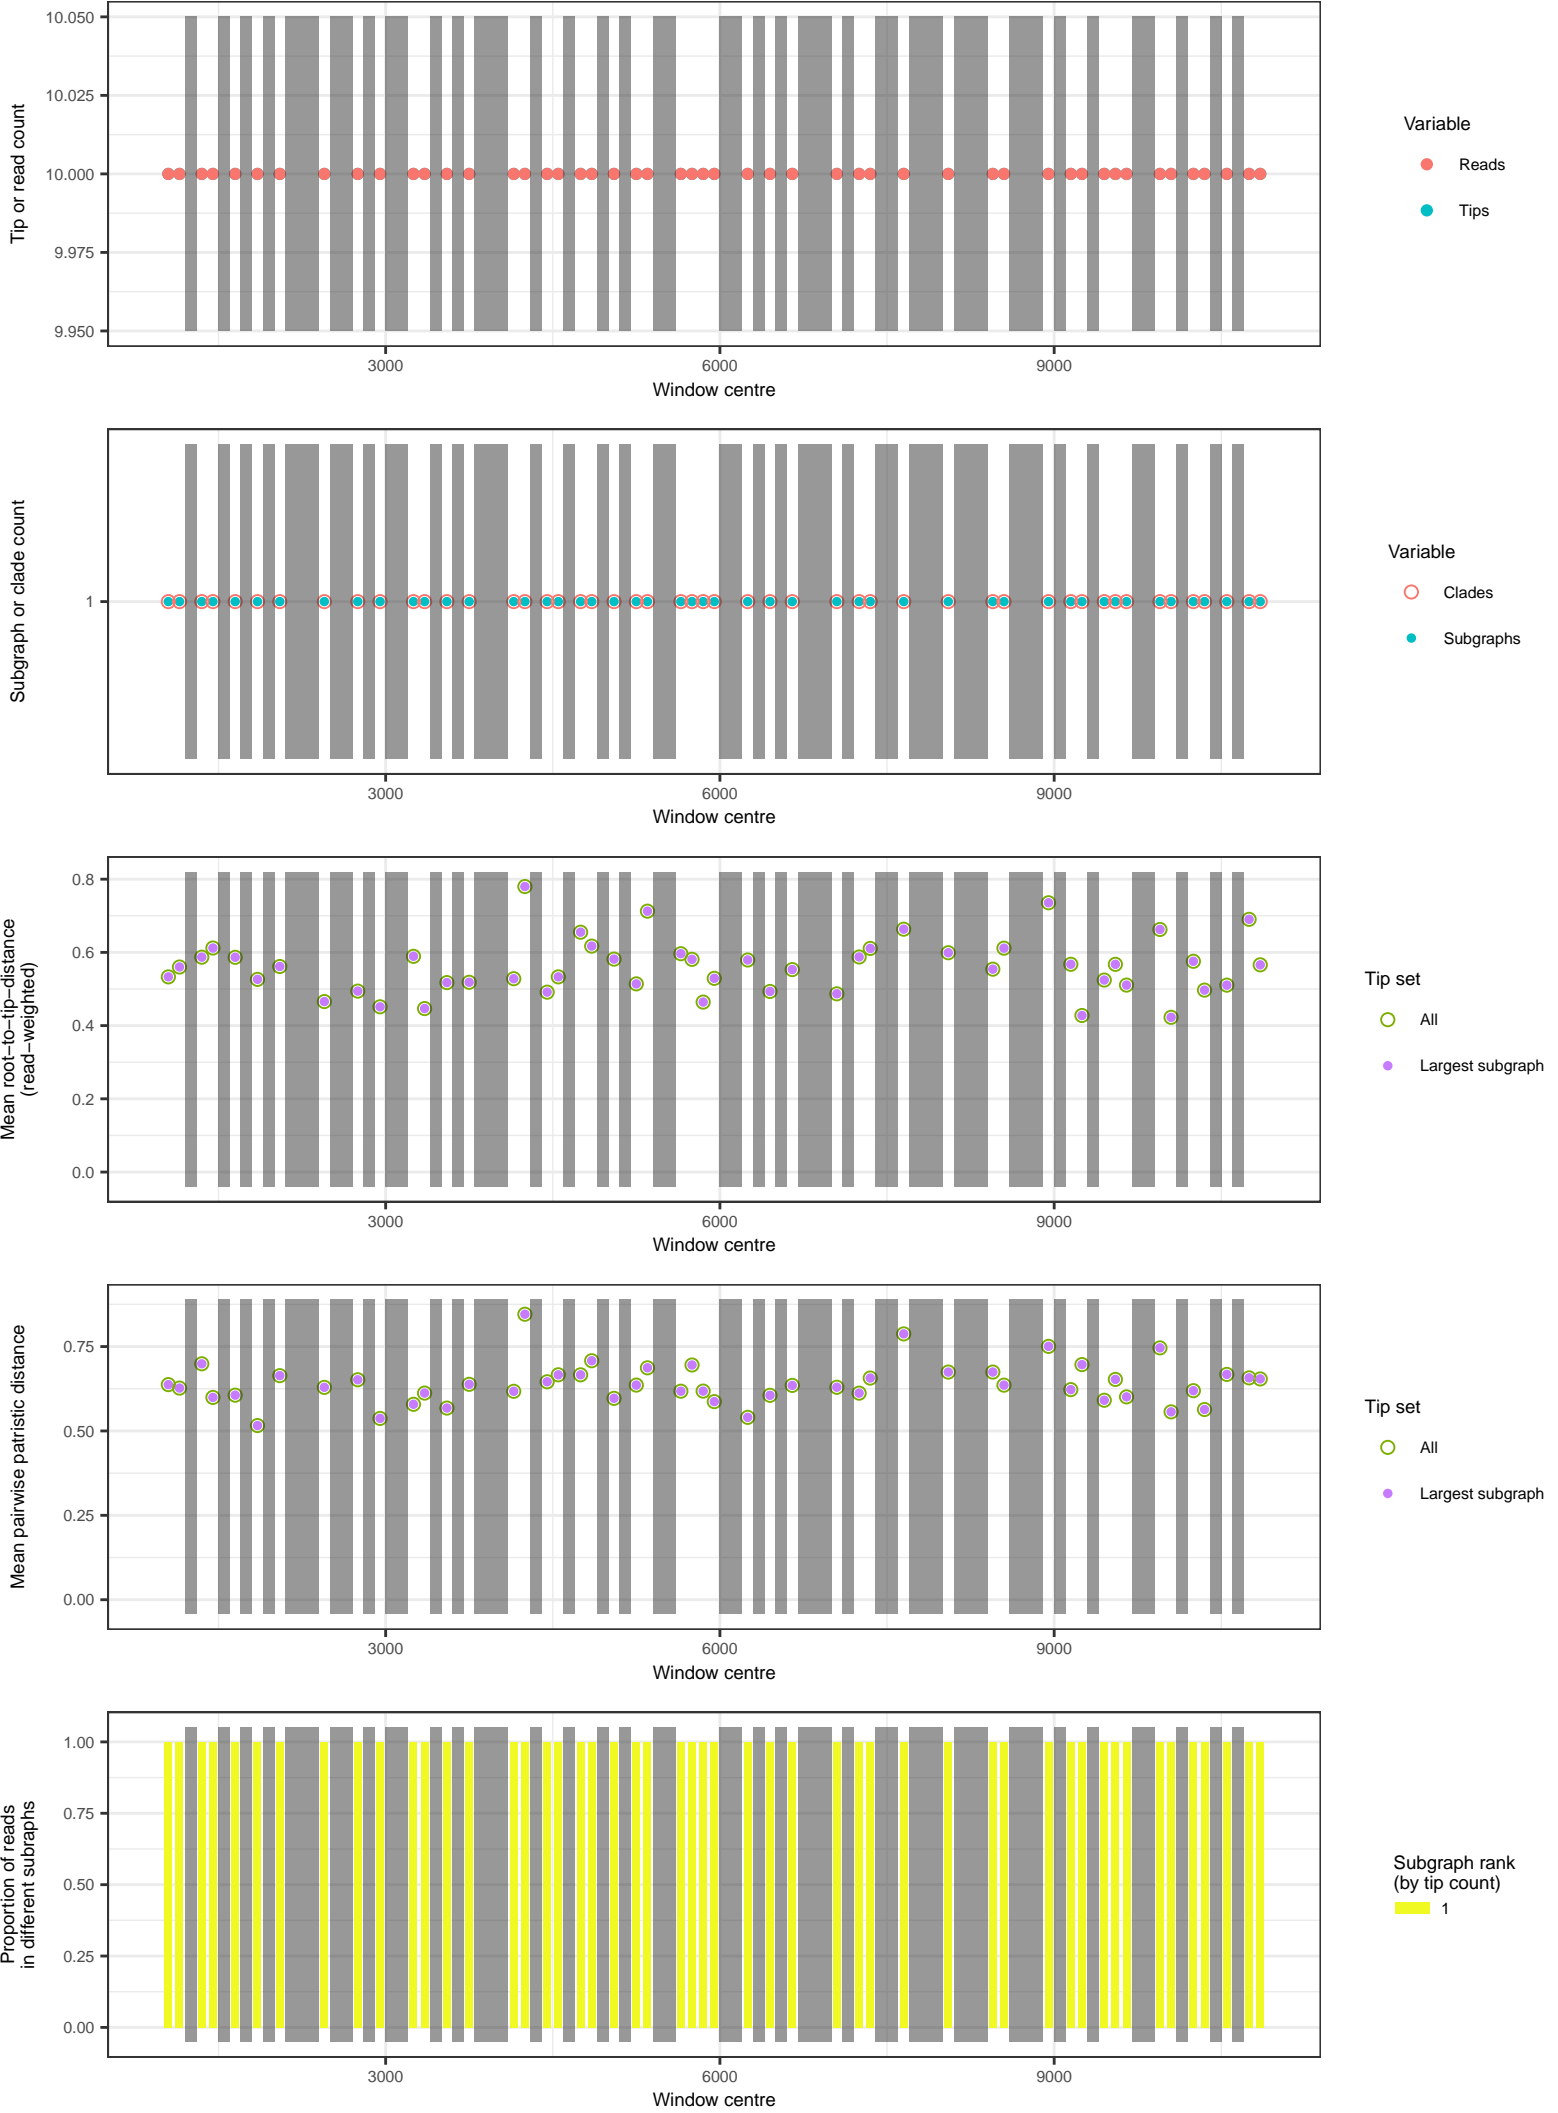 10.050
10.025
10.000
9.975
9.950
Tip or read count
3000
6000
9000
Window centre
Variable
Reads
Tips
1
Subgraph or clade count
3000
6000
9000
Window centre
Variable
Clades
Subgraphs
0.8
0.6
0.4
0.2
0.0
Mean root−to−tip−distance
(read−weighted)
3000
6000
9000
Window centre
Tip set
All
Largest subgraph
0.75
0.50
0.25
0.00
Mean pairwise patristic distance
3000
6000
9000
Window centre
Tip set
All
Largest subgraph
1.00
0.75
0.50
0.25
0.00
Proportion of reads
in different subraphs
3000
6000
9000
Window centre
Subgraph rank
(by tip count)
1